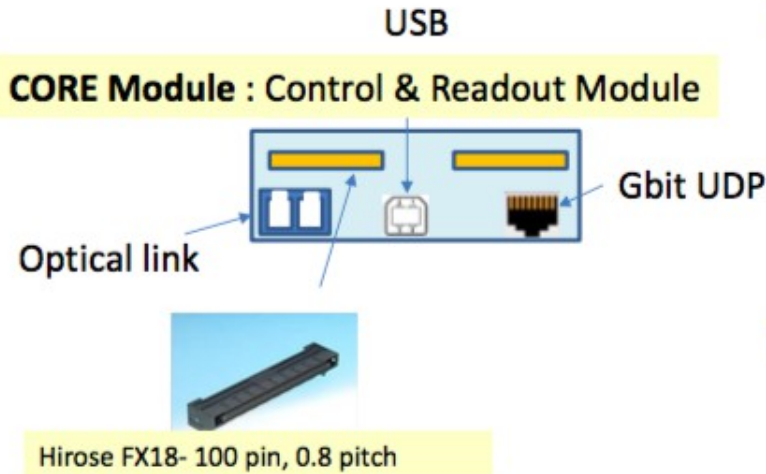 USB
CORE Module : Control & Readout Module
Gbit UDP
Optical link
Hirose FX18- 100 pin, 0.8 pitch